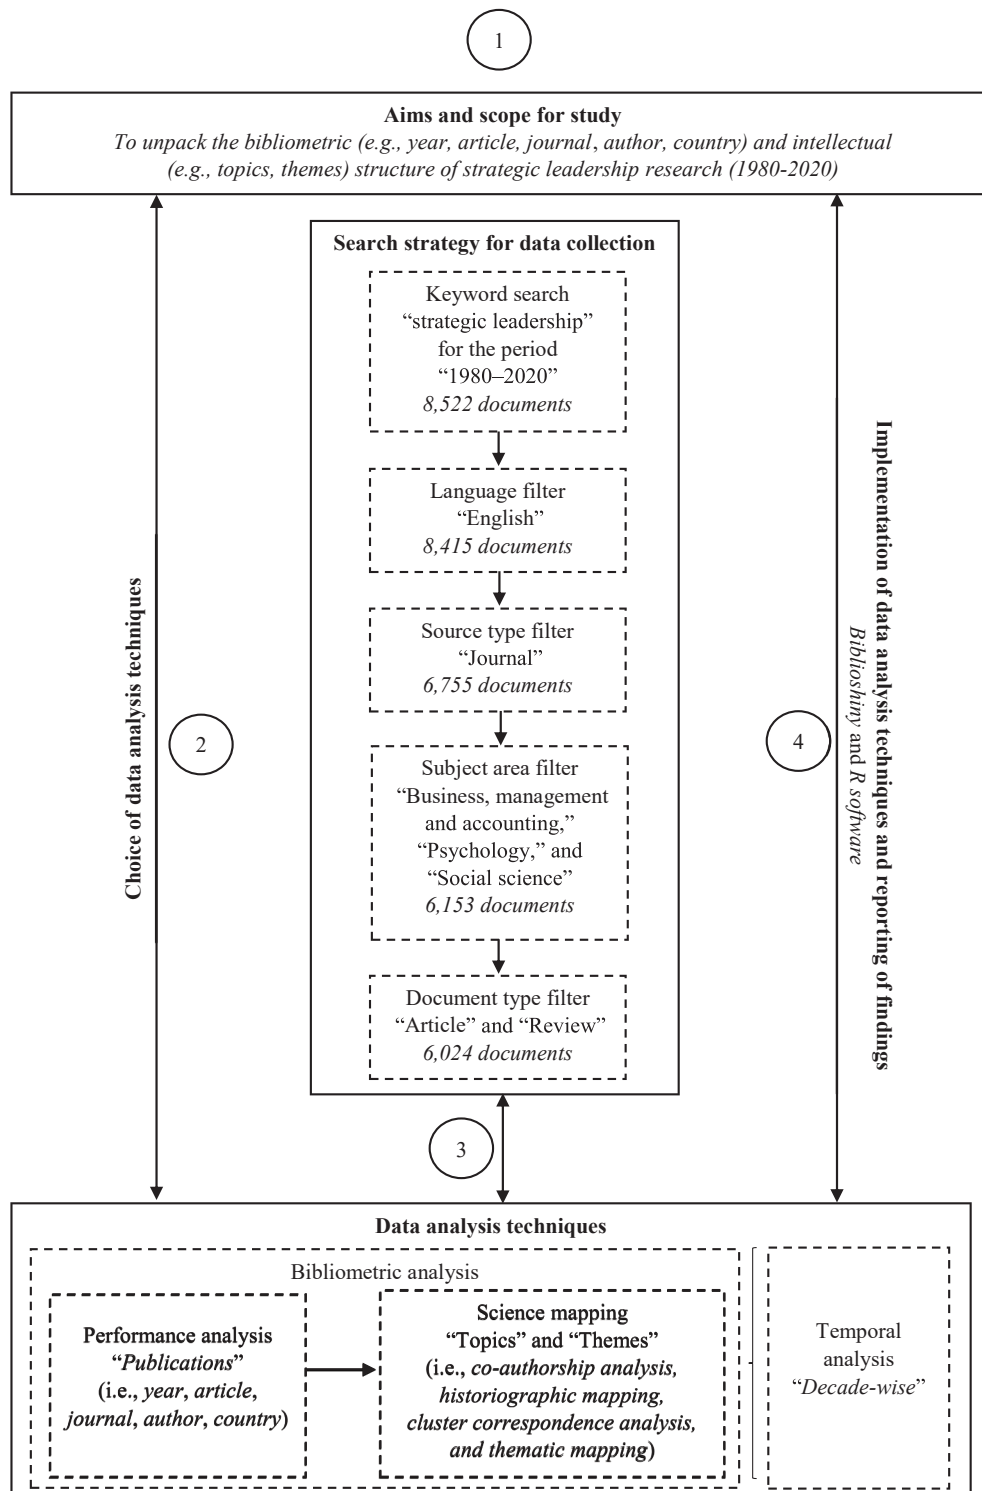 1
Aims and scope for study
To unpack the bibliometric (e.g., year, article, journal, author, country) and intellectual
(e.g., topics, themes) structure of strategic leadership research (1980-2020)
Search strategy for data collection
Keyword search
“strategic leadership”
for the period
“1980–2020”
8,522 documents
Language filter
“English”
8,415 documents
Source type filter
“Journal”
6,755 documents
Subject area filter
“Business, management
and accounting,”
“Psychology,” and
“Social science”
6,153 documents
Document type filter
“Article” and “Review”
6,024 documents
Choice of data analysis techniques
2
3
4
Implementation of data analysis techniques and reporting of findings
Biblioshiny and R software
Data analysis techniques
Bibliometric analysis
Performance analysis
“Publications”
(i.e., year, article,
journal, author, country)
Science mapping
“Topics” and “Themes”
(i.e., co-authorship analysis,
historiographic mapping,
cluster correspondence analysis,
and thematic mapping)
Temporal
analysis
“Decade-wise”